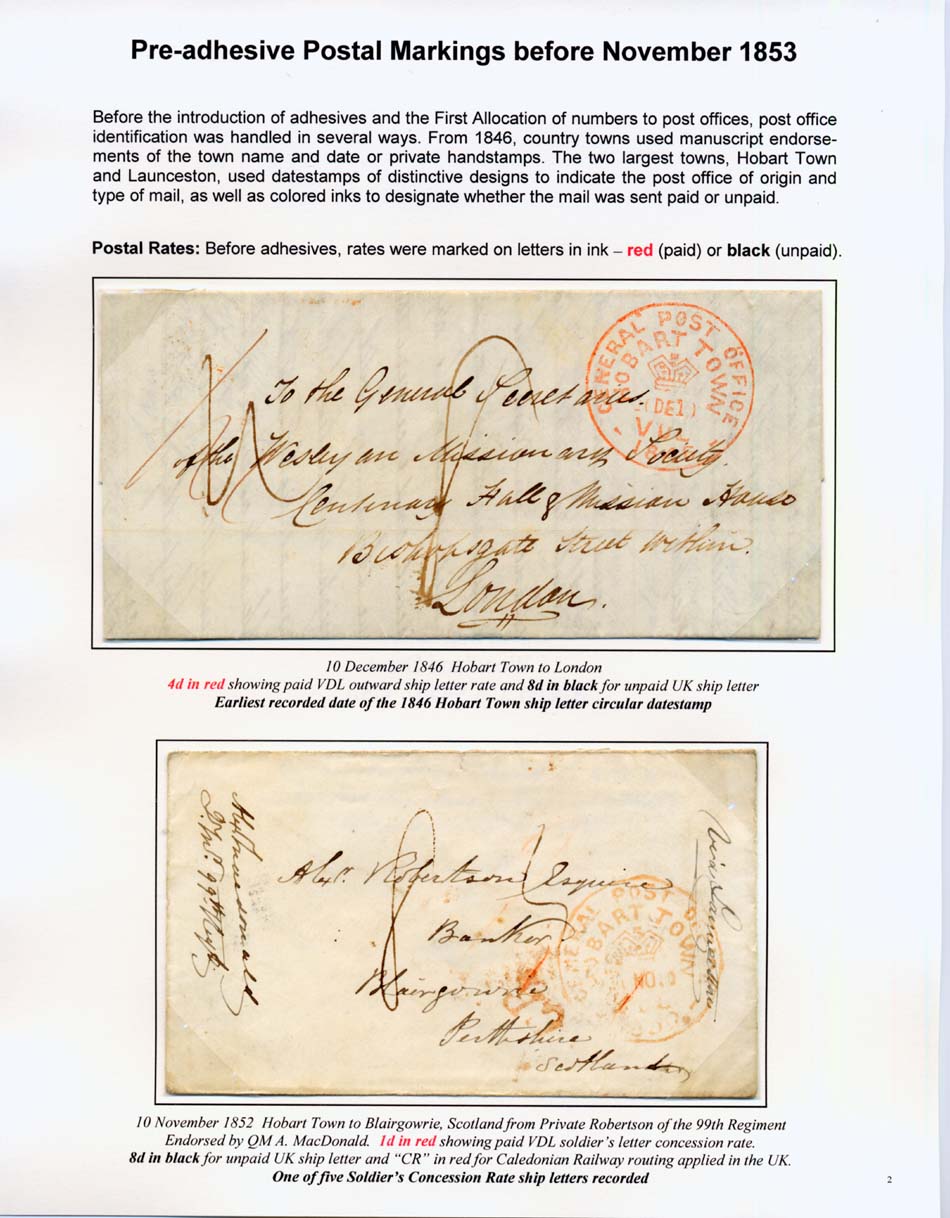 Pre-adhesive Postal Markings before November 1853
Before the introduction of adhesives and the First Allocation of numbers to post offices, post office
identification was handled in several ways. From 1846, country towns used manuscript endorse-
ments of the town name and date or private handstamps. The two largest towns, Hobart Town
and Launceston, used datestamps of distinctive designs to indicate the post office of origin and
type of mail, as well as colored inks to designate whether the mail was sent paid or unpaid.
Postal Rates: Before adhesives, rates were marked on letters in ink – red (paid) or black (unpaid).
GENERAL POST OFFICE
HOBART TOWN
To the General Secretaries
of the Wesleyan Missionary Society
Centenary Hall & Mission House
Bishopsgate Street Within.
London.
10 December 1846 Hobart Town to London
4d in red showing paid VDL outward ship letter rate and 8d in black for unpaid UK ship letter
Earliest recorded date of the 1846 Hobart Town ship letter circular datestamp
8
Alexr. Robertson Esquire
Banker
Blairgowrie
Perthshire
Scotland
via Launceston
GENERAL POST
HOBART TOWN
10 November 1852 Hobart Town to Blairgowrie, Scotland from Private Robertson of the 99th Regiment
Endorsed by QM A. MacDonald. 1d in red showing paid VDL soldier's letter concession rate.
8d in black for unpaid UK ship letter and “CR” in red for Caledonian Railway routing applied in the UK.
One of five Soldier's Concession Rate ship letters recorded
2